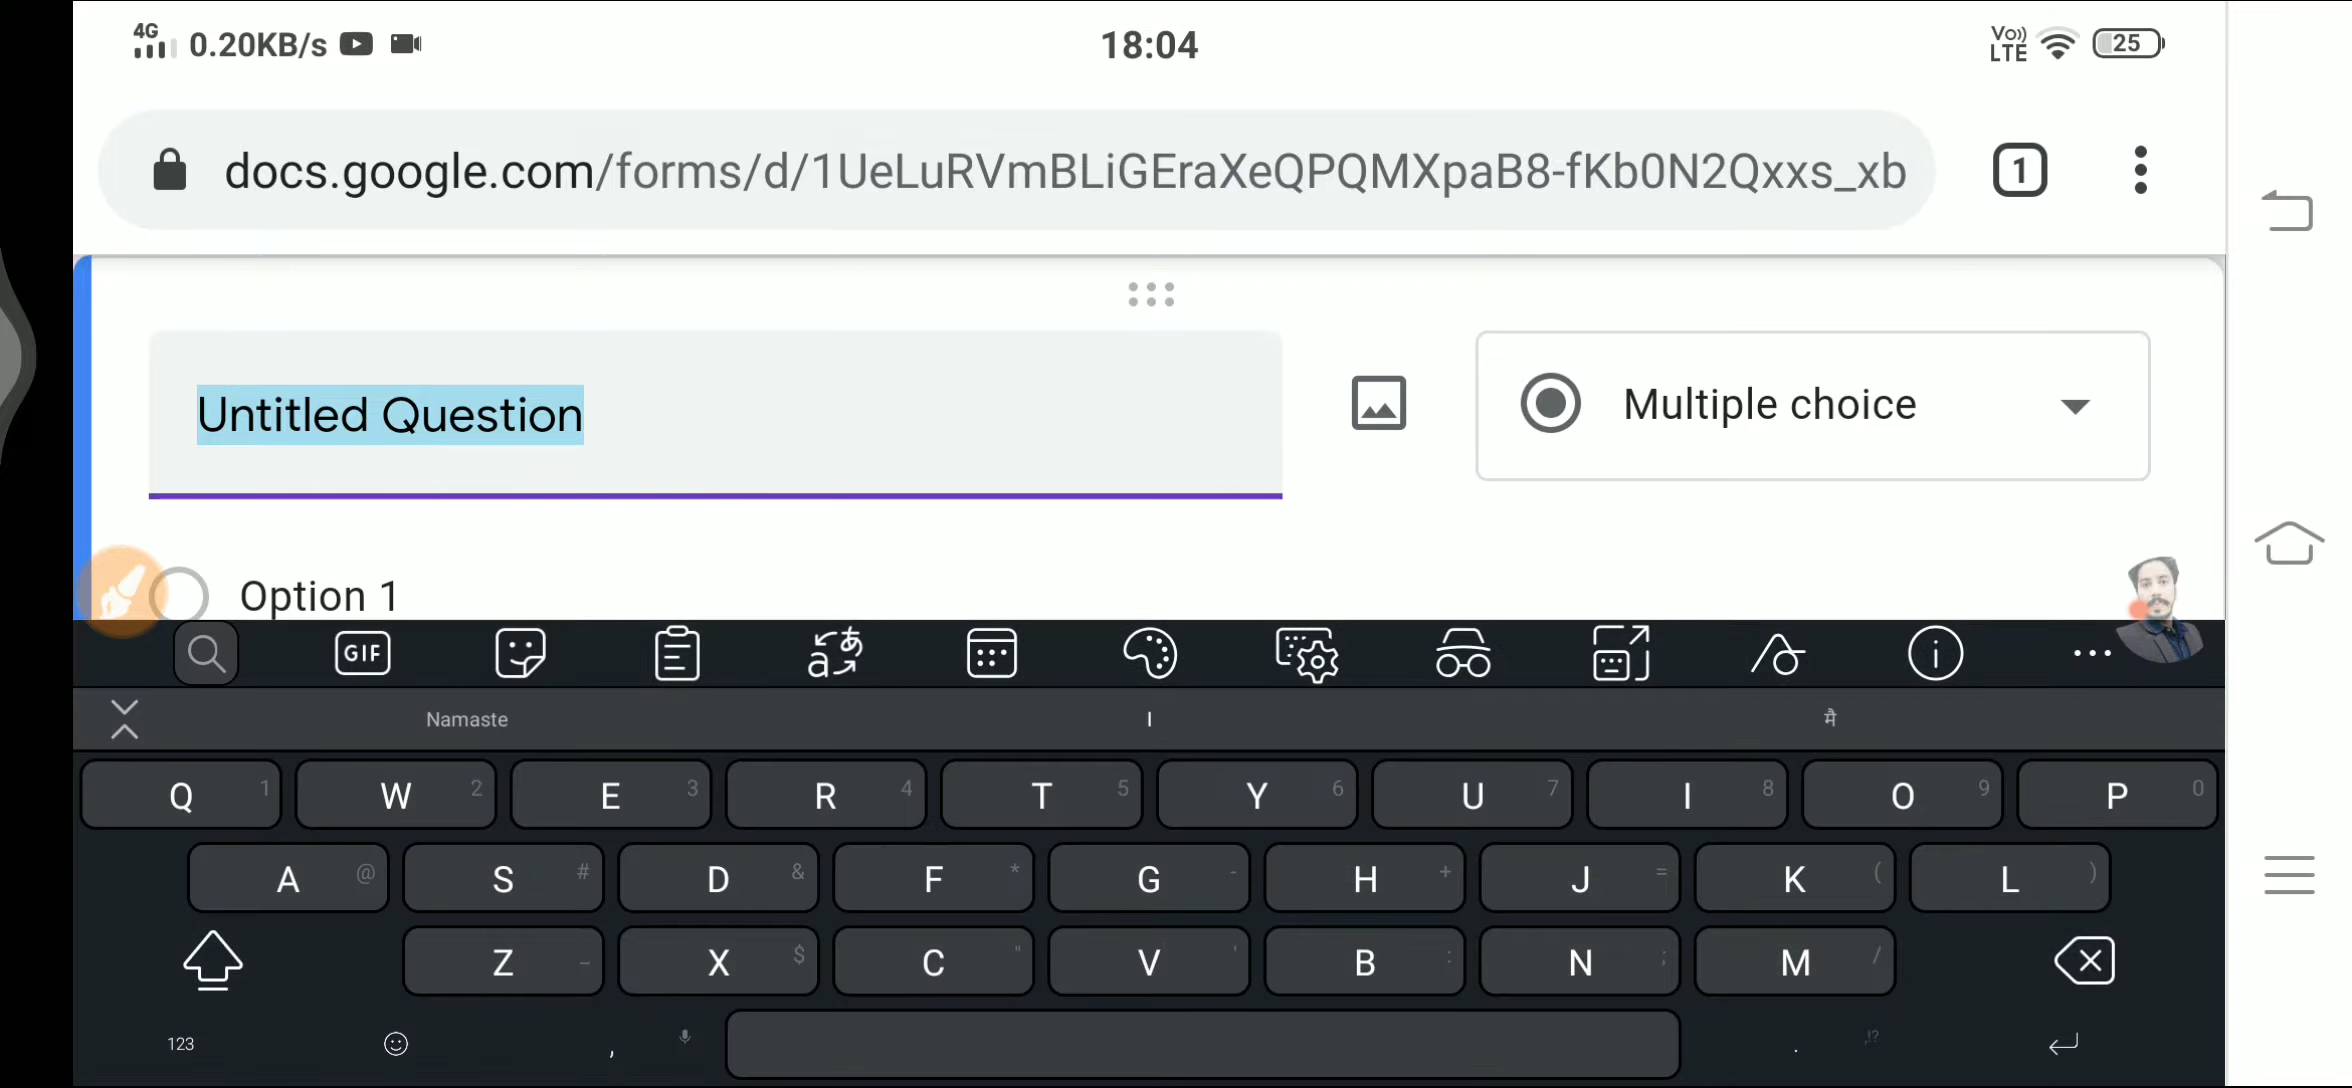 4G 0.20KB/s 18:04 Vo)) LTE 25
docs.google.com/forms/d/1UeLuRVmBLiGEraXeQPQMXpaB8-fKb0N2Qxxs_xb 1
Untitled Question
Multiple choice
Option 1
GIF あ a i
Namaste I मै
Q 1 W 2 E 3 R 4 T 5 Y 6 U 7 I 8 O 9 P 0
A @ S # D & F * G - H + J = K ( L )
Z _ X $ C " V ' B : N ; M /
123 , . ,!?